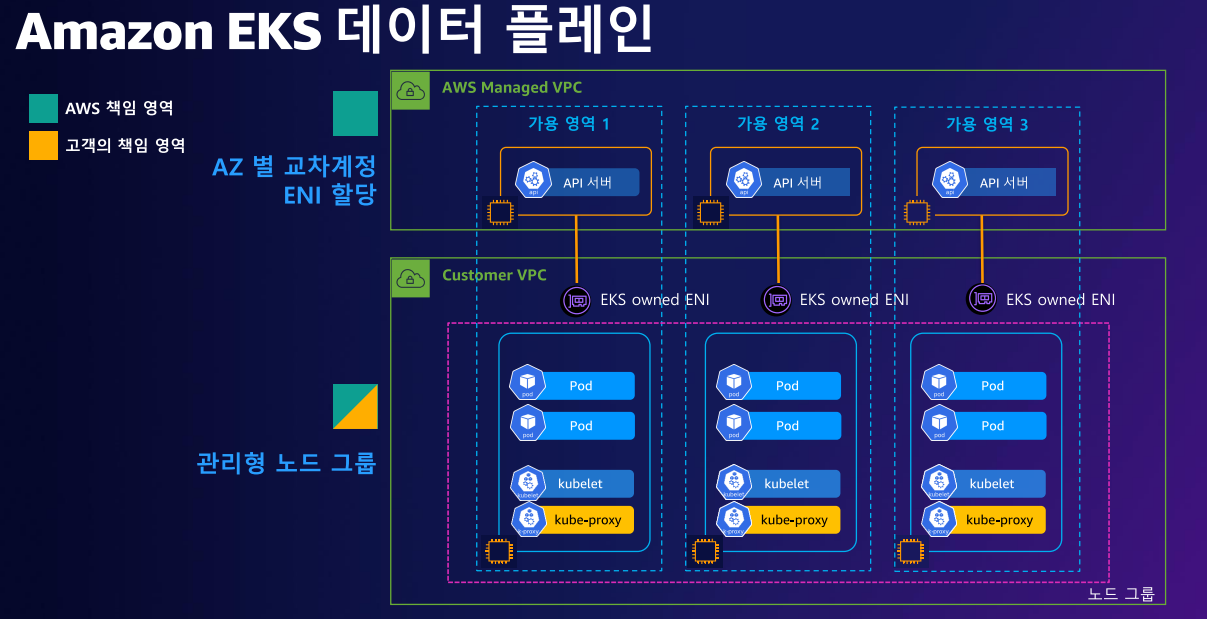 Amazon EKS 데이터 플레인
AWS 책임 영역
고객의 책임 영역
AZ 별 교차계정
ENI 할당
AWS Managed VPC
가용 영역 1
가용 영역 2
가용 영역 3
api
API 서버
api
API 서버
api
API 서버
Customer VPC
EKS owned ENI
EKS owned ENI
EKS owned ENI
관리형 노드 그룹
pod
Pod
pod
Pod
pod
Pod
pod
Pod
pod
Pod
pod
Pod
kubelet
kubelet
kubelet
kubelet
kubelet
kubelet
k-proxy
kube-proxy
k-proxy
kube-proxy
k-proxy
kube-proxy
노드 그룹